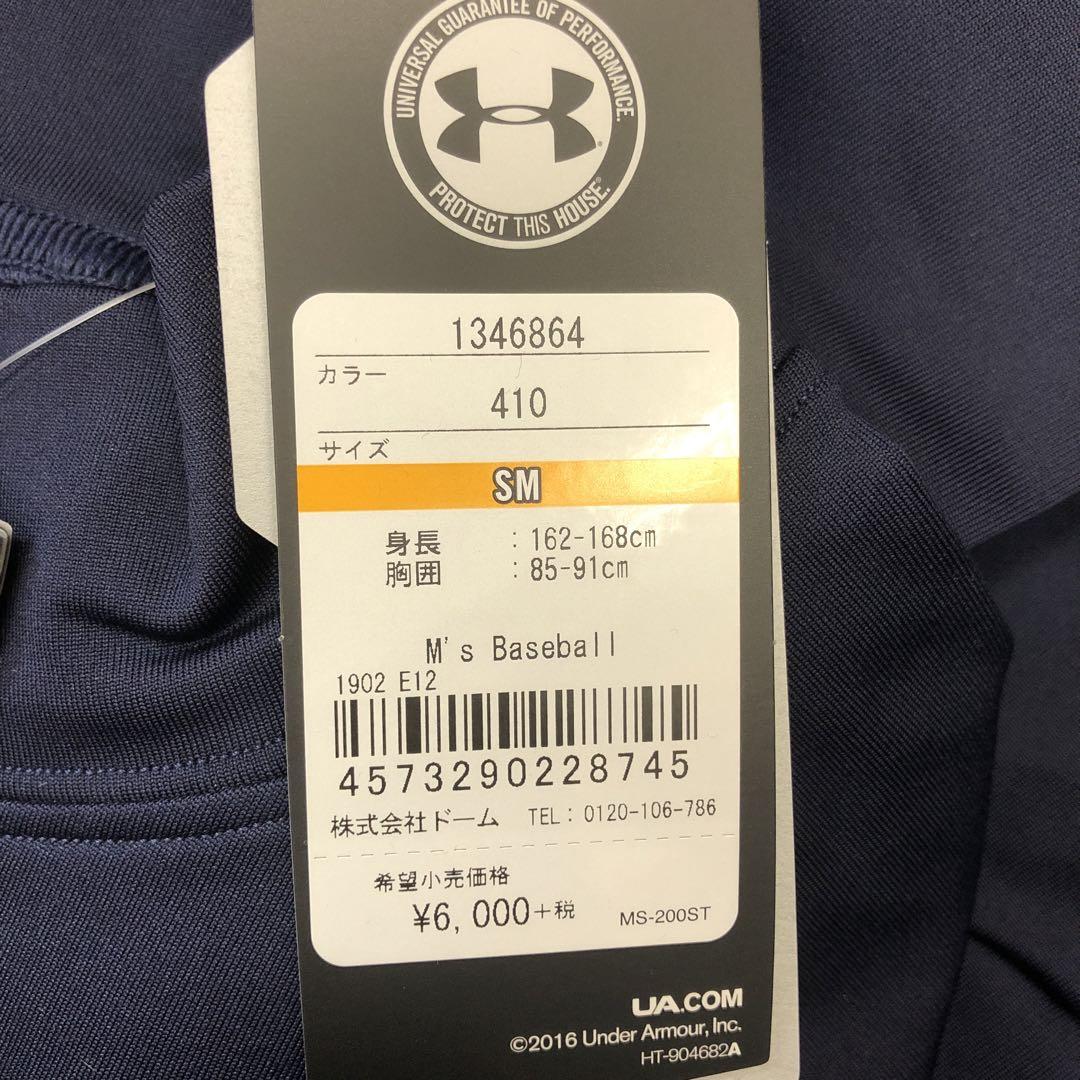 UNIVERSAL GUARANTEE OF PERFORMANCE.
PROTECT THIS HOUSE.®
1346864
カラー
410
サイズ
SM
身長 : 162-168cm
胸囲 : 85-91cm
M's Baseball
1902 E12
4573290228745
株式会社ドーム TEL: 0120-106-786
希望小売価格
¥6,000+税 MS-200ST
UA.COM
©2016 Under Armour, Inc.
HT-904682A